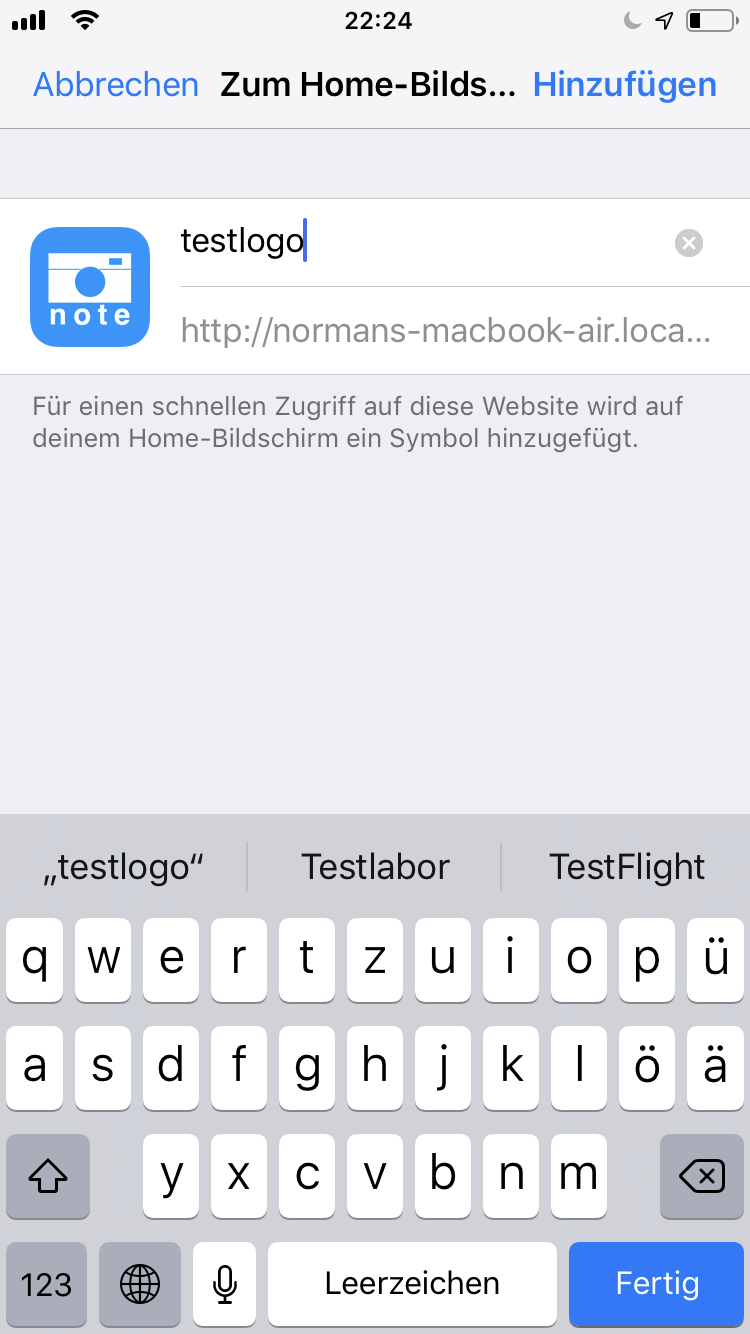 22:24
Abbrechen Zum Home-Bilds... Hinzufügen
testlogo
note
http://normans-macbook-air.loca...
Für einen schnellen Zugriff auf diese Website wird auf
deinem Home-Bildschirm ein Symbol hinzugefügt.
„testlogo“ Testlabor TestFlight
q w e r t z u i o p ü
a s d f g h j k l ö ä
y x c v b n m
123 Leerzeichen Fertig